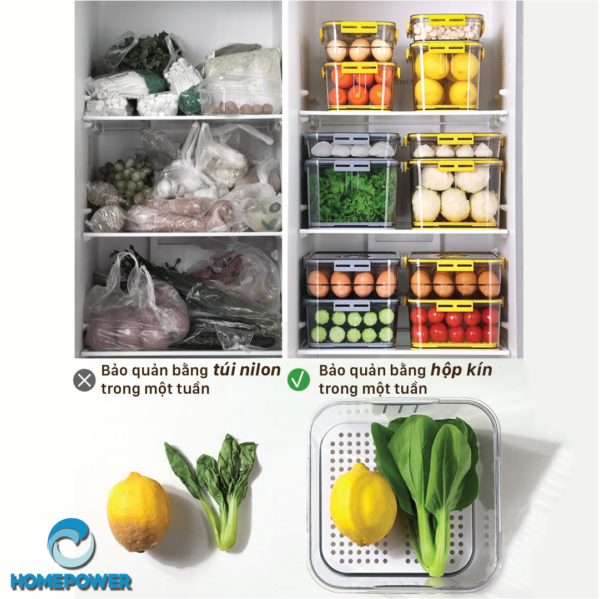 Bảo quản bằng túi nilon
trong một tuần
Bảo quản bằng hộp kín
trong một tuần
HOMEPOWER